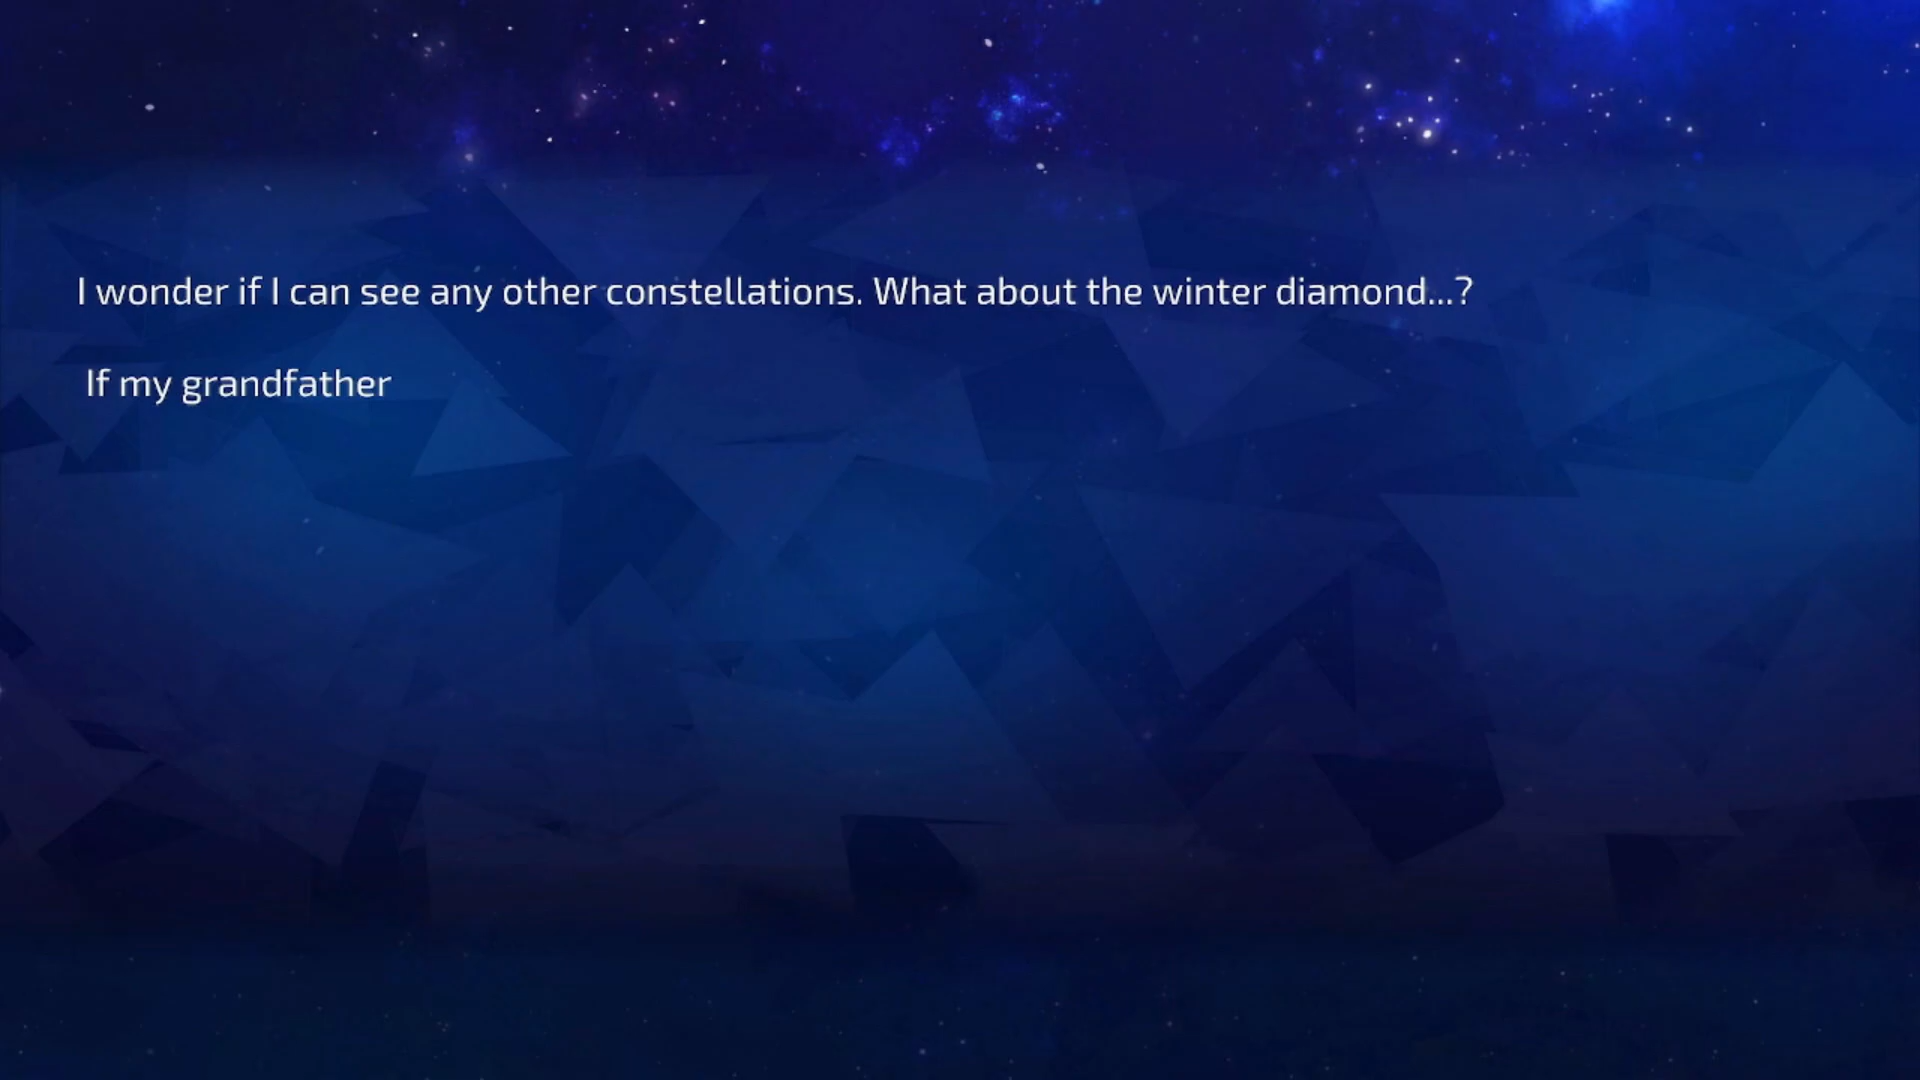 I wonder if I can see any other constellations. What about the winter diamond...?
If my grandfather